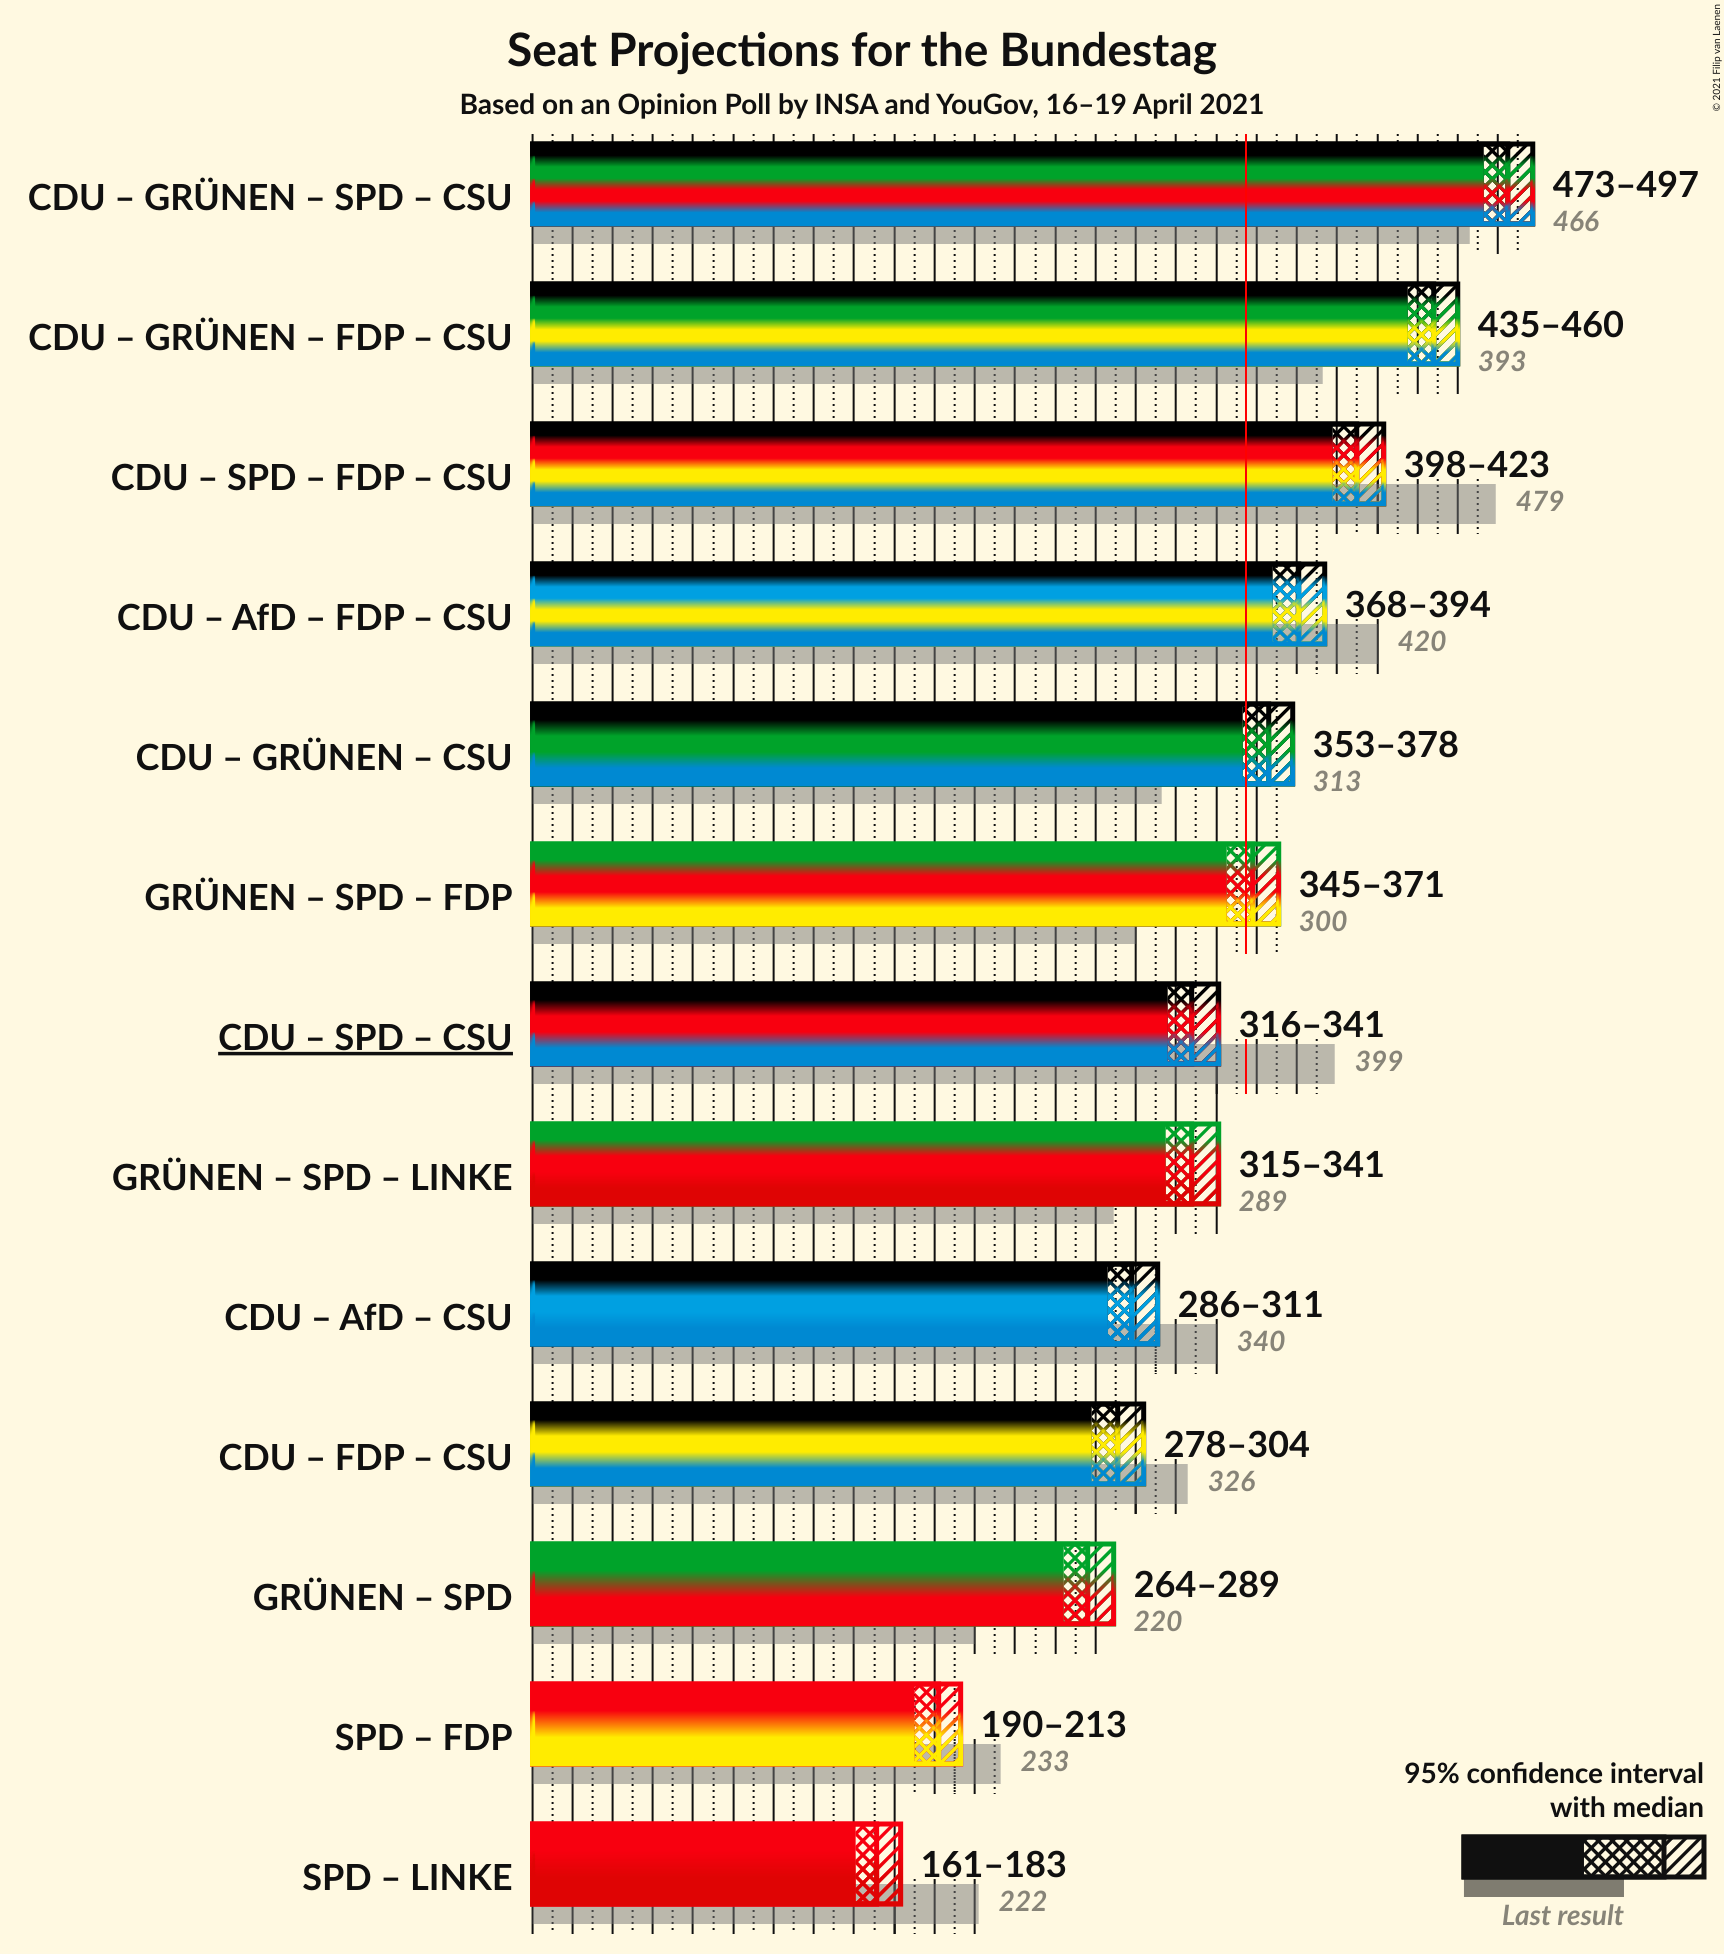 Seat Projections for the Bundestag
Based on an Opinion Poll by INSA and YouGov, 16–19 April 2021
© 2021 Filip van Laenen
CDU – GRÜNEN – SPD – CSU
473–497
466
CDU – GRÜNEN – FDP – CSU
435–460
393
CDU – SPD – FDP – CSU
398–423
479
CDU – AfD – FDP – CSU
368–394
420
CDU – GRÜNEN – CSU
353–378
313
GRÜNEN – SPD – FDP
345–371
300
CDU – SPD – CSU
316–341
399
GRÜNEN – SPD – LINKE
315–341
289
CDU – AfD – CSU
286–311
340
CDU – FDP – CSU
278–304
326
GRÜNEN – SPD
264–289
220
SPD – FDP
190–213
233
SPD – LINKE
161–183
222
95% confidence interval
with median
Last result